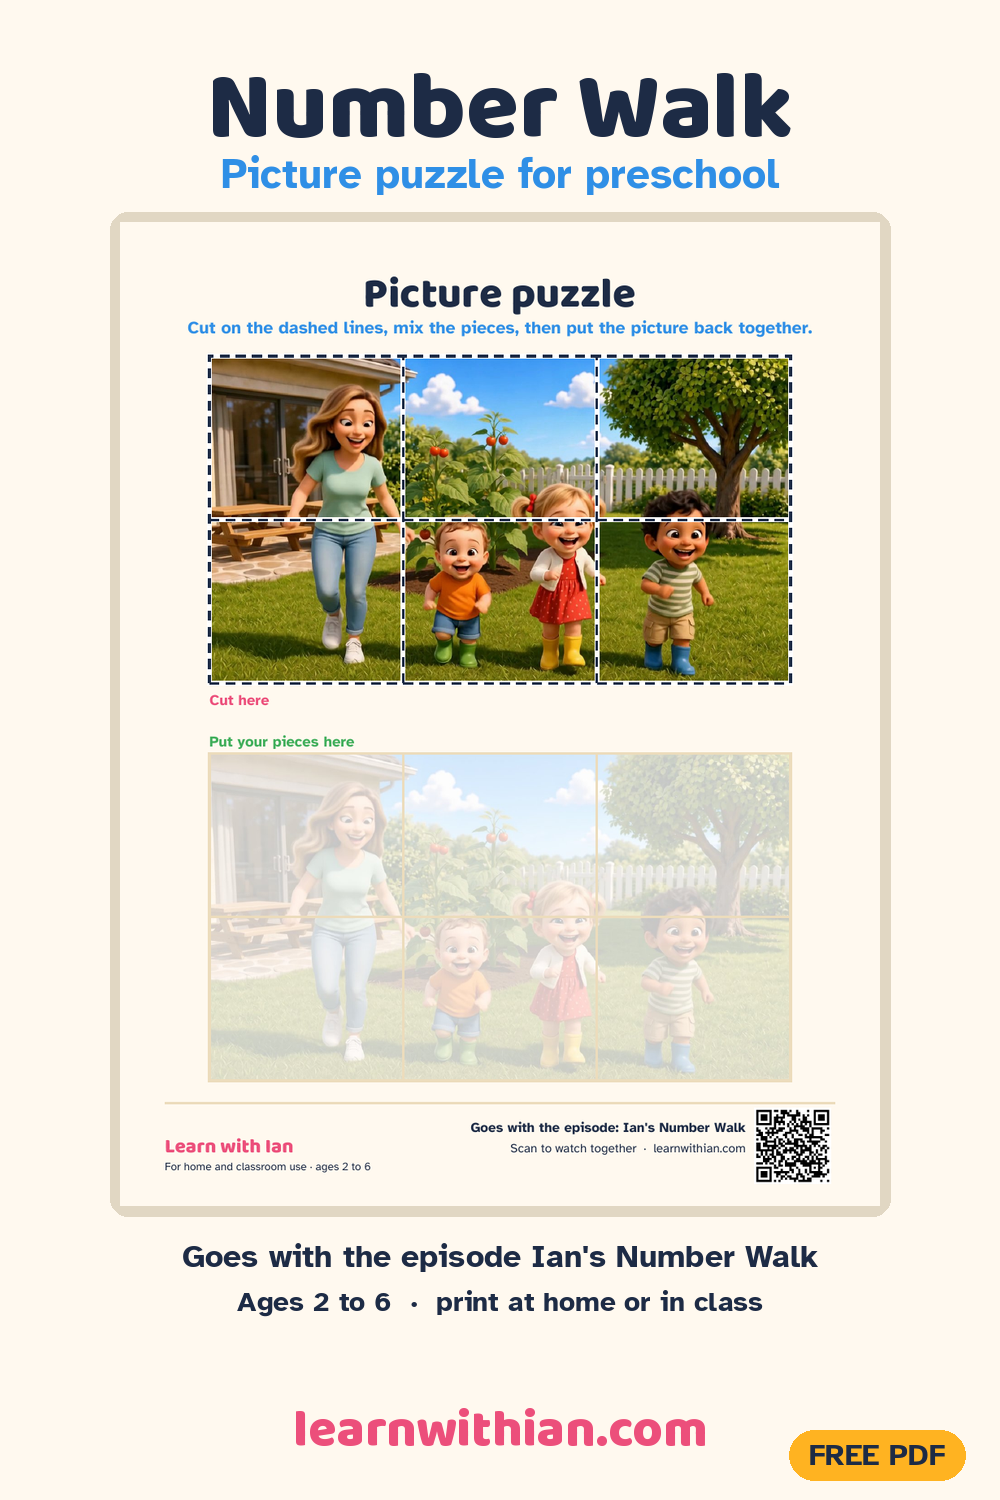 Number Walk
Picture puzzle for preschool
Picture puzzle
Cut on the dashed lines, mix the pieces, then put the picture back together.
Cut here
Put your pieces here
Goes with the episode: Ian's Number Walk
Scan to watch together · learnwithian.com
Learn with Ian
For home and classroom use · ages 2 to 6
Goes with the episode Ian's Number Walk
Ages 2 to 6 · print at home or in class
learnwithian.com
FREE PDF